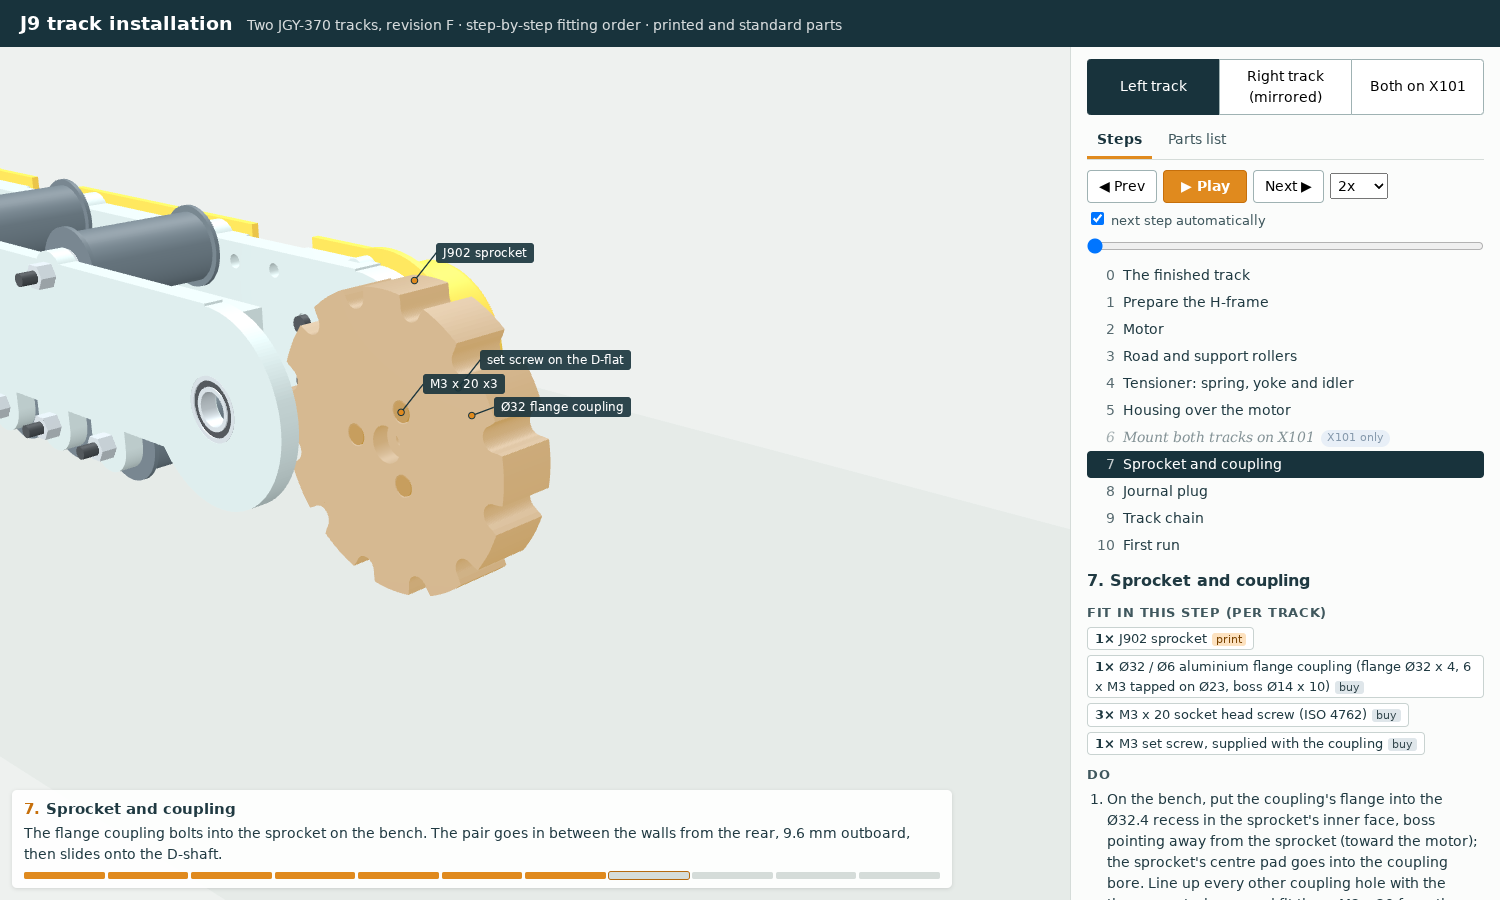 J9 track installation
Two JGY-370 tracks, revision F · step-by-step fitting order · printed and standard parts
J902 sprocket
set screw on the D-flat
M3 x 20 x3
Ø32 flange coupling
7. Sprocket and coupling
The flange coupling bolts into the sprocket on the bench. The pair goes in between the walls from the rear, 9.6 mm outboard,
then slides onto the D-shaft.
Left track
Right track
(mirrored)
Both on X101
Steps
Parts list
◀ Prev
▶ Play
Next ▶
2x
next step automatically
0 The finished track
1 Prepare the H-frame
2 Motor
3 Road and support rollers
4 Tensioner: spring, yoke and idler
5 Housing over the motor
6 Mount both tracks on X101 X101 only
7 Sprocket and coupling
8 Journal plug
9 Track chain
10 First run
7. Sprocket and coupling
FIT IN THIS STEP (PER TRACK)
1× J902 sprocket print
1× Ø32 / Ø6 aluminium flange coupling (flange Ø32 x 4, 6
x M3 tapped on Ø23, boss Ø14 x 10) buy
3× M3 x 20 socket head screw (ISO 4762) buy
1× M3 set screw, supplied with the coupling buy
DO
1. On the bench, put the coupling's flange into the
Ø32.4 recess in the sprocket's inner face, boss
pointing away from the sprocket (toward the motor);
the sprocket's centre pad goes into the coupling
bore. Line up every other coupling hole with the